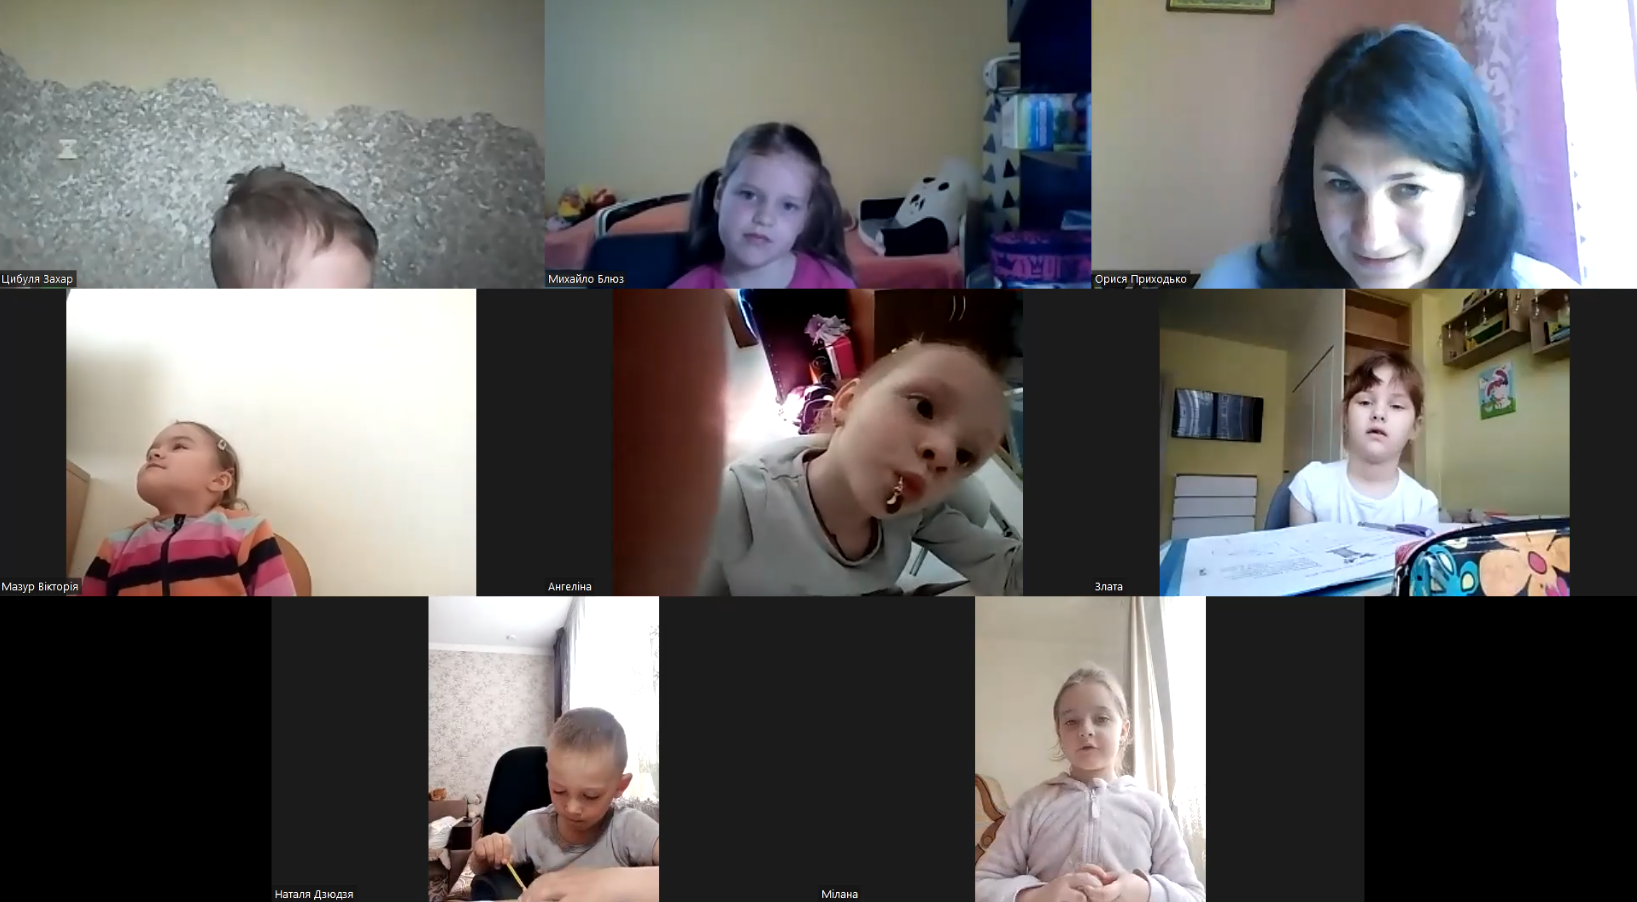 Цибуля Захар
Михайло Блюз
Орися Приходько
Мазур Вікторія
Ангеліна
Злата
Наталя Дзюдзя
Мілана